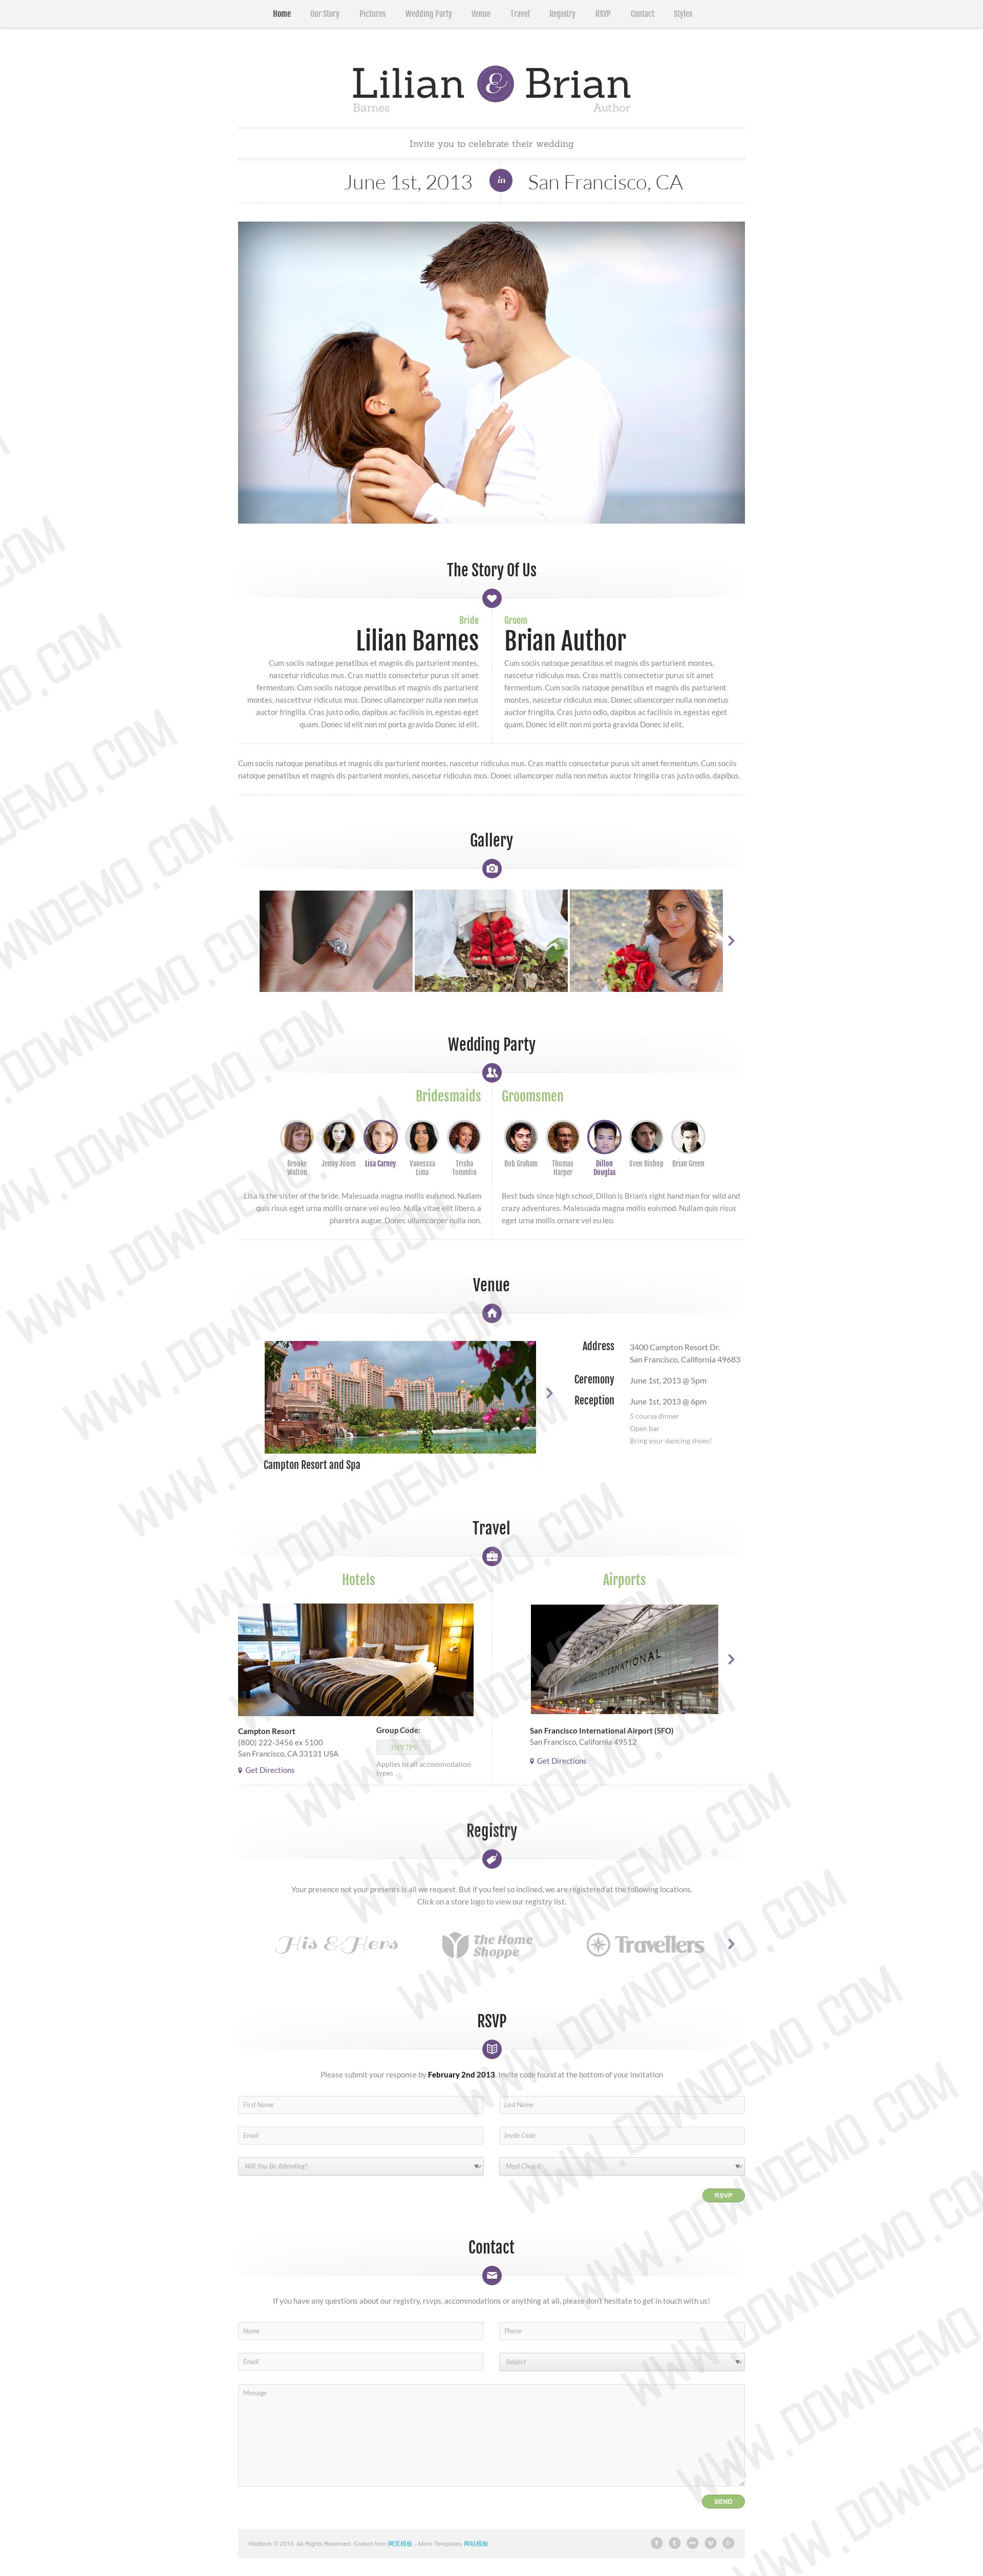 Home Our Story Pictures Wedding Party Venue Travel Registry RSVP Contact Styles
Lilian & Brian
Barnes Author
Invite you to celebrate their wedding
June 1st, 2013 in San Francisco, CA
The Story Of Us
Bride
Lilian Barnes
Cum sociis natoque penatibus et magnis dis parturient montes,
nascetur ridiculus mus. Cras mattis consectetur purus sit amet
fermentum. Cum sociis natoque penatibus et magnis dis parturient
montes, nascettvur ridiculus mus. Donec ullamcorper nulla non metus
auctor fringilla. Cras justo odio, dapibus ac facilisis in, egestas eget
quam. Donec id elit non mi porta gravida Donec id elit.
Groom
Brian Author
Cum sociis natoque penatibus et magnis dis parturient montes,
nascetur ridiculus mus. Cras mattis consectetur purus sit amet
fermentum. Cum sociis natoque penatibus et magnis dis parturient
montes, nascetur ridiculus mus. Donec ullamcorper nulla non metus
auctor fringilla. Cras justo odio, dapibus ac facilisis in, egestas eget
quam. Donec id elit non mi porta gravida Donec id elit.
Cum sociis natoque penatibus et magnis dis parturient montes, nascetur ridiculus mus. Cras mattis consectetur purus sit amet fermentum. Cum sociis
natoque penatibus et magnis dis parturient montes, nascetur ridiculus mus. Donec ullamcorper nulla non metus auctor fringilla cras justo odio, dapibus.
Gallery
Wedding Party
Bridesmaids
Brooke Walton
Jenny Jones
Lisa Carney
Vanesssa Lima
Trisha Tommlin
Lisa is the sister of the bride. Malesuada magna mollis euismod. Nullam
quis risus eget urna mollis ornare vel eu leo. Nulla vitae elit libero, a
pharetra augue. Donec ullamcorper nulla non.
Groomsmen
Bob Graham
Thomas Harper
Dillon Douglas
Sven Bishop
Brian Green
Best buds since high school, Dillon is Brian's right hand man for wild and
crazy adventures. Malesuada magna mollis euismod. Nullam quis risus
eget urna mollis ornare vel eu leo.
Venue
Campton Resort and Spa
Address 3400 Campton Resort Dr.
San Francisco, California 49683
Ceremony June 1st, 2013 @ 5pm
Reception June 1st, 2013 @ 6pm
5 course dinner
Open bar
Bring your dancing shoes!
Travel
Hotels
Campton Resort
(800) 222-3456 ex 5100
San Francisco, CA 33131 USA
Get Directions
Group Code:
Applies to all accommodation
types
Airports
INTERNATIONAL
San Francisco International Airport (SFO)
San Francisco, California 49512
Get Directions
Registry
Your presence not your presents is all we request. But if you feel so inclined, we are registered at the following locations.
Click on a store logo to view our registry list.
His & Hers
The Home
Shoppe
Travellers
RSVP
Please submit your response by February 2nd 2013. Invite code found at the bottom of your invitation
First Name Last Name
Email Invite Code
Will You Be Attending? Meal Choice
RSVP
Contact
If you have any questions about our registry, rsvps, accommodations or anything at all, please don't hesitate to get in touch with us!
Name Phone
Email Subject
Message
SEND
Wedlock © 2013. All Rights Reserved. Collect from 网页模板 - More Templates 网站模板
WWW.DOWNDEMO.COM